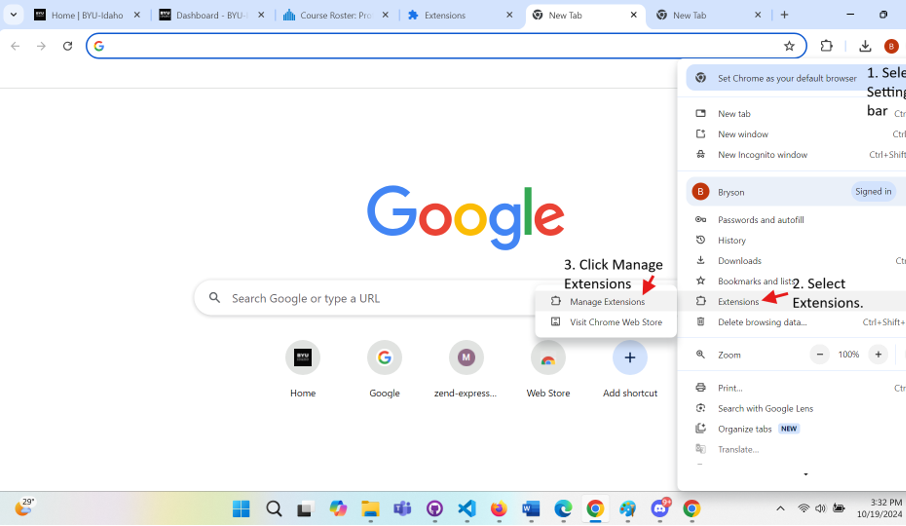 Home | BYU-Idaho
Dashboard - BYU-I
Course Roster: Pro
Extensions
New Tab
New Tab
B
Set Chrome as your default browser
1. Sele
Setting
bar
New tab
Ctr
New window
Ctrl
New Incognito window
Ctrl+Shift
B
Bryson
Signed in
Passwords and autofill
History
Downloads
Ctr
Bookmarks and lists
Extensions
Delete browsing data...
Ctrl+Shift+
2. Select
Extensions.
3. Click Manage
Extensions
Manage Extensions
Visit Chrome Web Store
Zoom
100%
Print...
Ctr
Search with Google Lens
Organize tabs
NEW
Translate...
Google
Search Google or type a URL
BYU
M
Home
Google
zend-express...
Web Store
Add shortcut
29°
9+
3:32 PM
10/19/2024